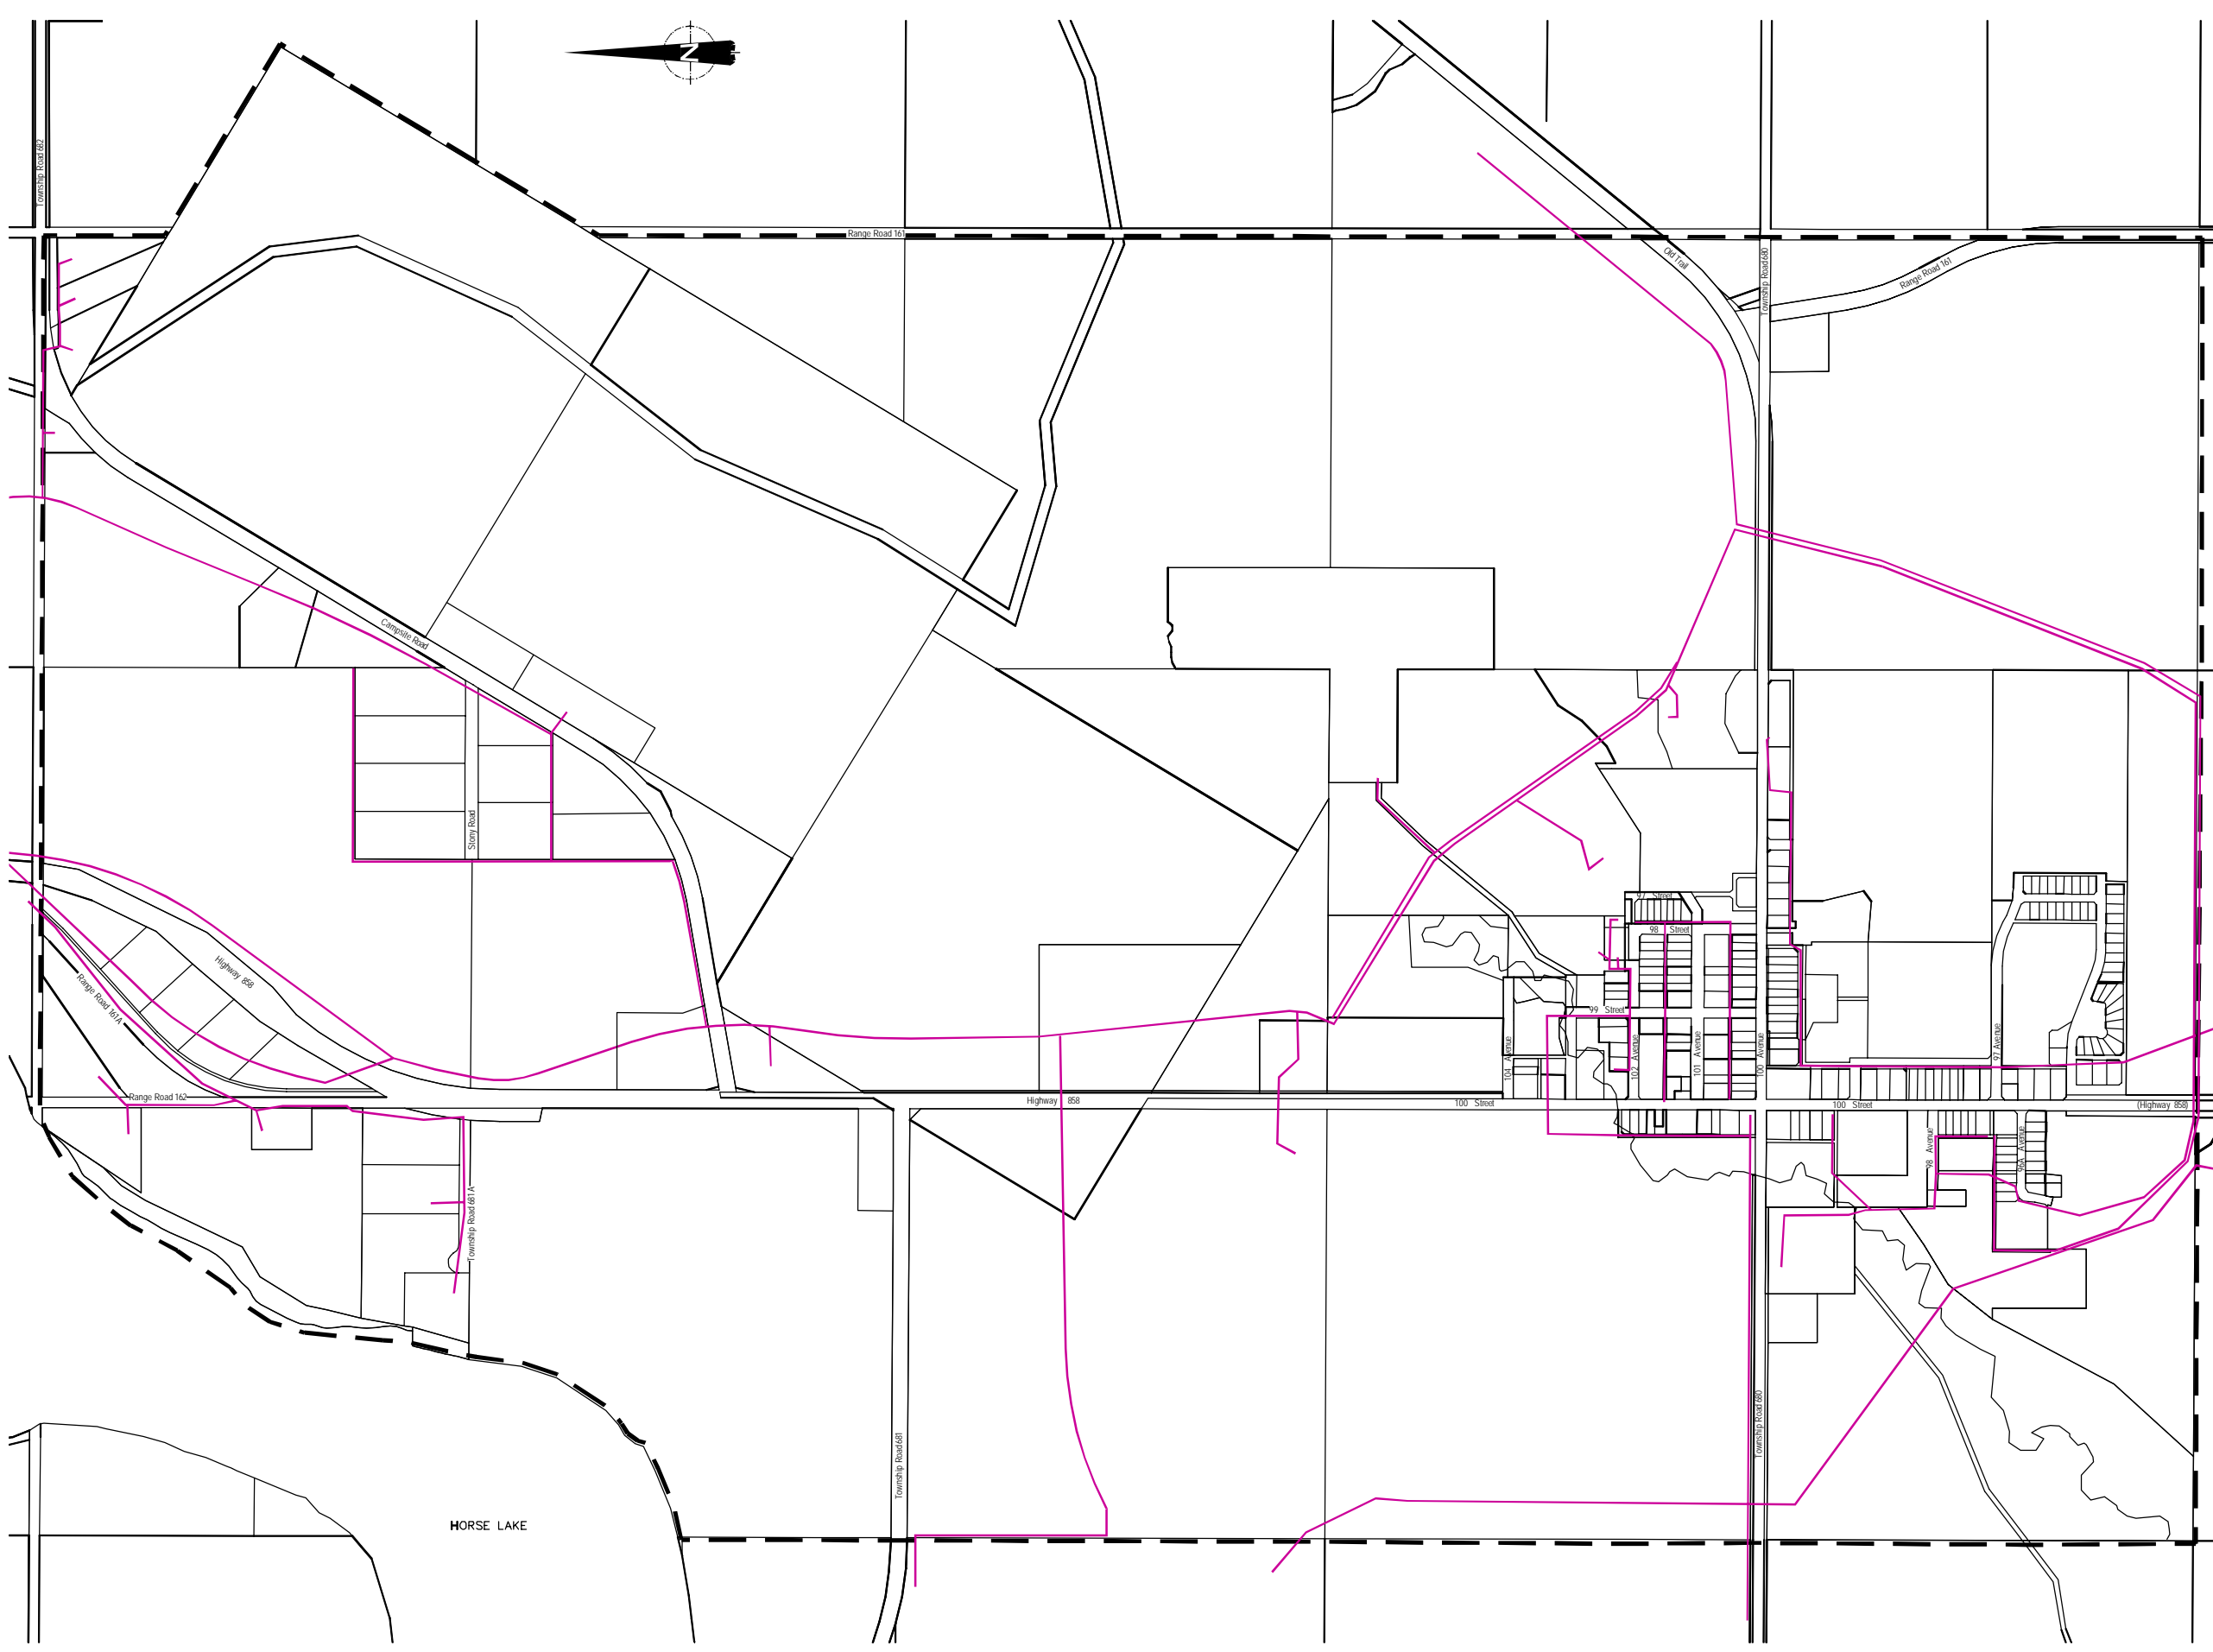 N
Township Road 682
Range Road 161
Old Trail
Township Road 680
Range Road 161
Campsite Road
Stony Road
Highway 858
Range Road 161A
Range Road 162
97 Street
98 Street
99 Street
104 Avenue
102 Avenue
101 Avenue
100 Avenue
97 Avenue
Highway 858
100 Street
100 Street
(Highway 858)
98 Avenue
96A Avenue
Township Road 681A
Township Road 681
Township Road 680
HORSE LAKE